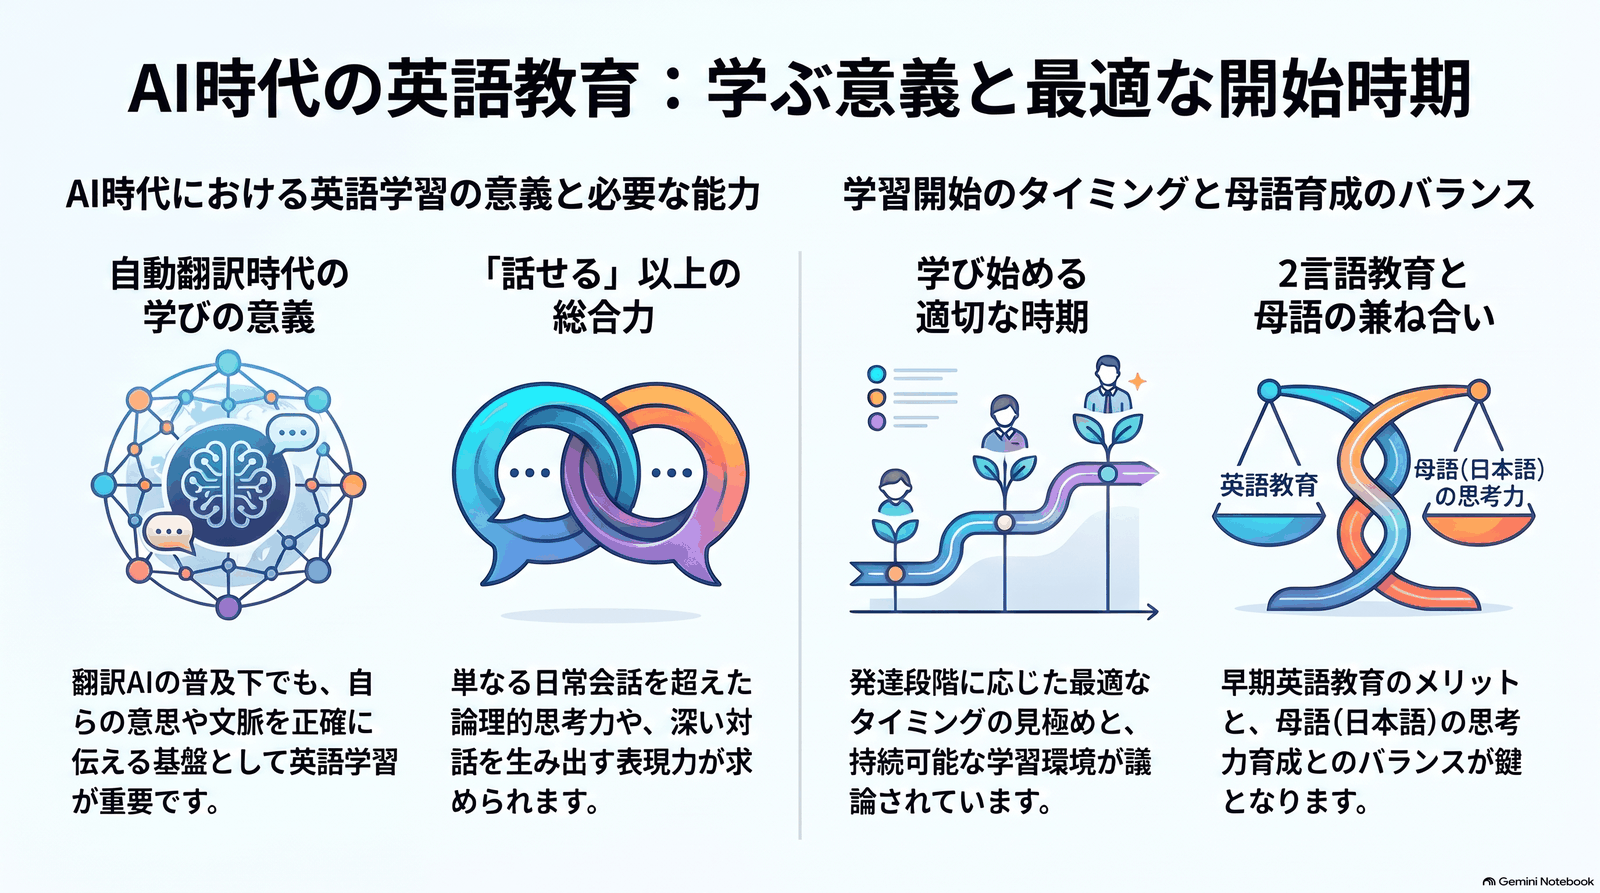 AI時代の英語教育：学ぶ意義と最適な開始時期
AI時代における英語学習の意義と必要な能力
自動翻訳時代の
学びの意義
翻訳AIの普及下でも、自
らの意思や文脈を正確に
伝える基盤として英語学習
が重要です。
「話せる」以上の
総合力
単なる日常会話を超えた
論理的思考力や、深い対
話を生み出す表現力が求
められます。
学習開始のタイミングと母語育成のバランス
学び始める
適切な時期
発達段階に応じた最適な
タイミングの見極めと、
持続可能な学習環境が議
論されています。
2言語教育と
母語の兼ね合い
英語教育
母語(日本語)
の思考力
早期英語教育のメリット
と、母語(日本語)の思考
力育成とのバランスが鍵
となります。
Gemini Notebook